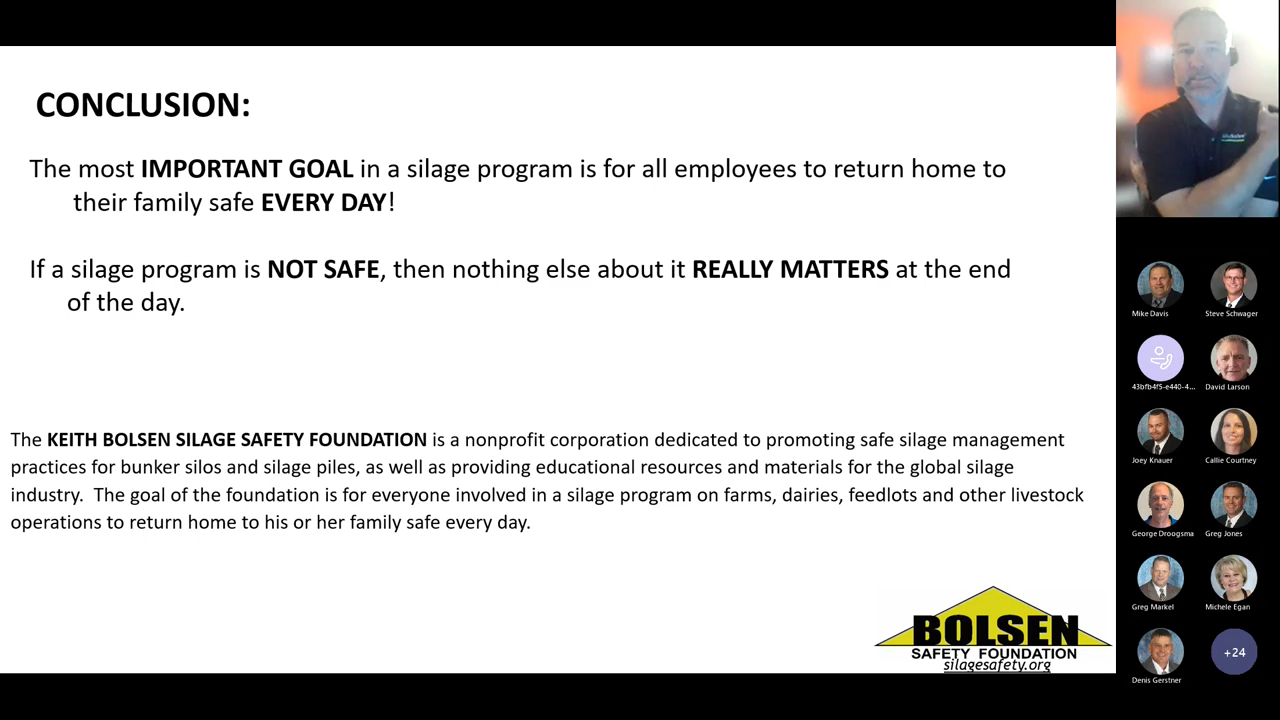 CONCLUSION:
The most IMPORTANT GOAL in a silage program is for all employees to return home to
their family safe EVERY DAY!
If a silage program is NOT SAFE, then nothing else about it REALLY MATTERS at the end
of the day.
The KEITH BOLSEN SILAGE SAFETY FOUNDATION is a nonprofit corporation dedicated to promoting safe silage management
practices for bunker silos and silage piles, as well as providing educational resources and materials for the global silage
industry. The goal of the foundation is for everyone involved in a silage program on farms, dairies, feedlots and other livestock
operations to return home to his or her family safe every day.
BOLSEN
SAFETY FOUNDATION
silagesafety.org
Mike Davis
Steve Schwager
43bfb4f5-e440-4...
David Larson
Joey Knauer
Callie Courtney
George Droogsma
Greg Jones
Greg Markel
Michele Egan
Denis Gerstner
+24